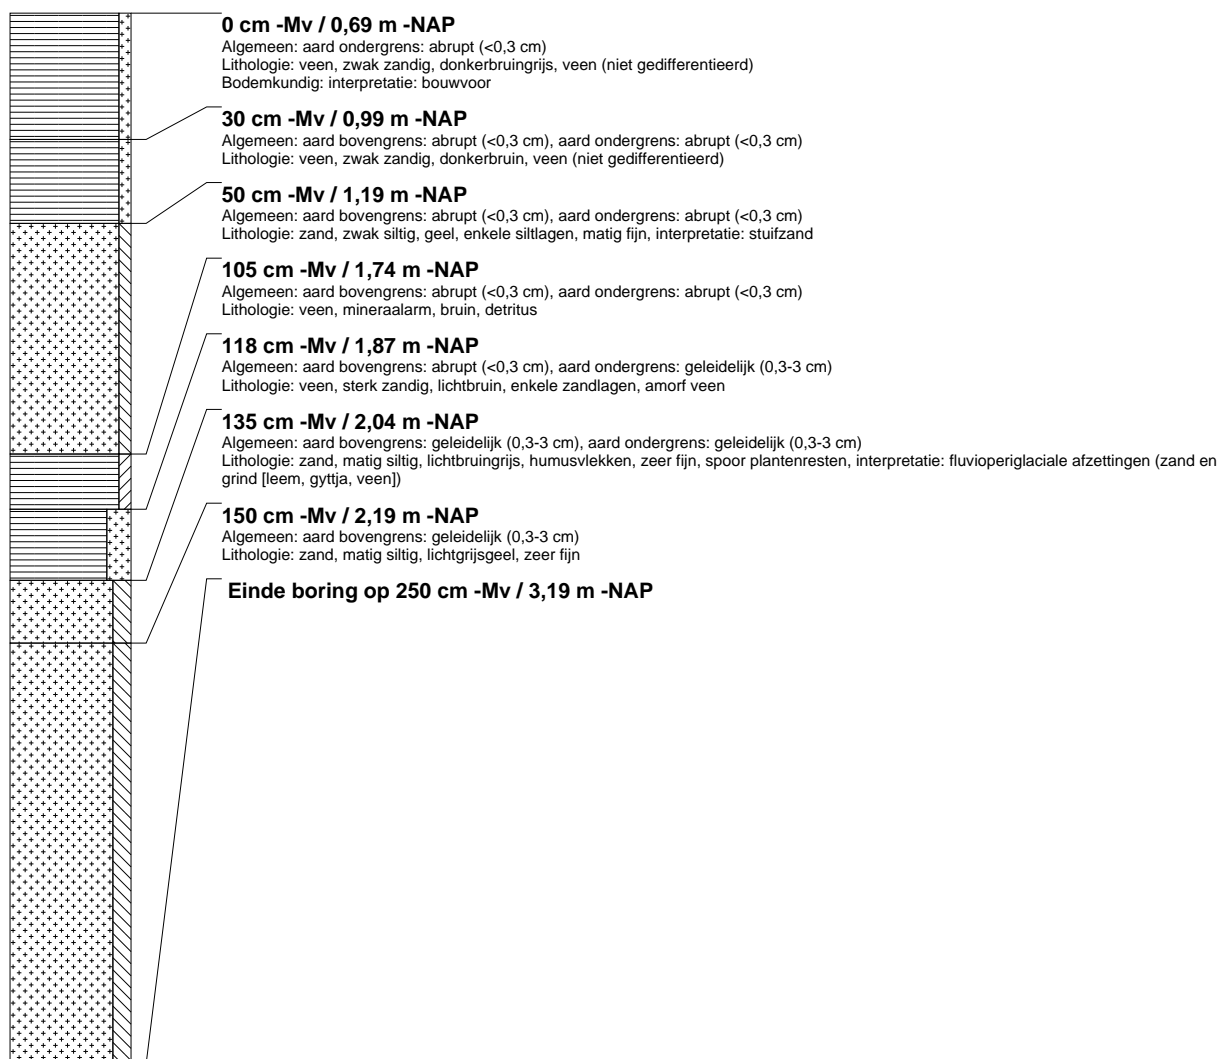 0 cm -Mv / 0,69 m -NAP
Algemeen: aard ondergrens: abrupt (<0,3 cm)
Lithologie: veen, zwak zandig, donkerbruingrijs, veen (niet gedifferentieerd)
Bodemkundig: interpretatie: bouwvoor
30 cm -Mv / 0,99 m -NAP
Algemeen: aard bovengrens: abrupt (<0,3 cm), aard ondergrens: abrupt (<0,3 cm)
Lithologie: veen, zwak zandig, donkerbruin, veen (niet gedifferentieerd)
50 cm -Mv / 1,19 m -NAP
Algemeen: aard bovengrens: abrupt (<0,3 cm), aard ondergrens: abrupt (<0,3 cm)
Lithologie: zand, zwak siltig, geel, enkele siltlagen, matig fijn, interpretatie: stuifzand
105 cm -Mv / 1,74 m -NAP
Algemeen: aard bovengrens: abrupt (<0,3 cm), aard ondergrens: abrupt (<0,3 cm)
Lithologie: veen, mineraalarm, bruin, detritus
118 cm -Mv / 1,87 m -NAP
Algemeen: aard bovengrens: abrupt (<0,3 cm), aard ondergrens: geleidelijk (0,3-3 cm)
Lithologie: veen, sterk zandig, lichtbruin, enkele zandlagen, amorf veen
135 cm -Mv / 2,04 m -NAP
Algemeen: aard bovengrens: geleidelijk (0,3-3 cm), aard ondergrens: geleidelijk (0,3-3 cm)
Lithologie: zand, matig siltig, lichtbruingrijs, humusvlekken, zeer fijn, spoor plantenresten, interpretatie: fluvioperiglaciale afzettingen (zand en
grind [leem, gyttja, veen])
150 cm -Mv / 2,19 m -NAP
Algemeen: aard bovengrens: geleidelijk (0,3-3 cm)
Lithologie: zand, matig siltig, lichtgrijsgeel, zeer fijn
Einde boring op 250 cm -Mv / 3,19 m -NAP